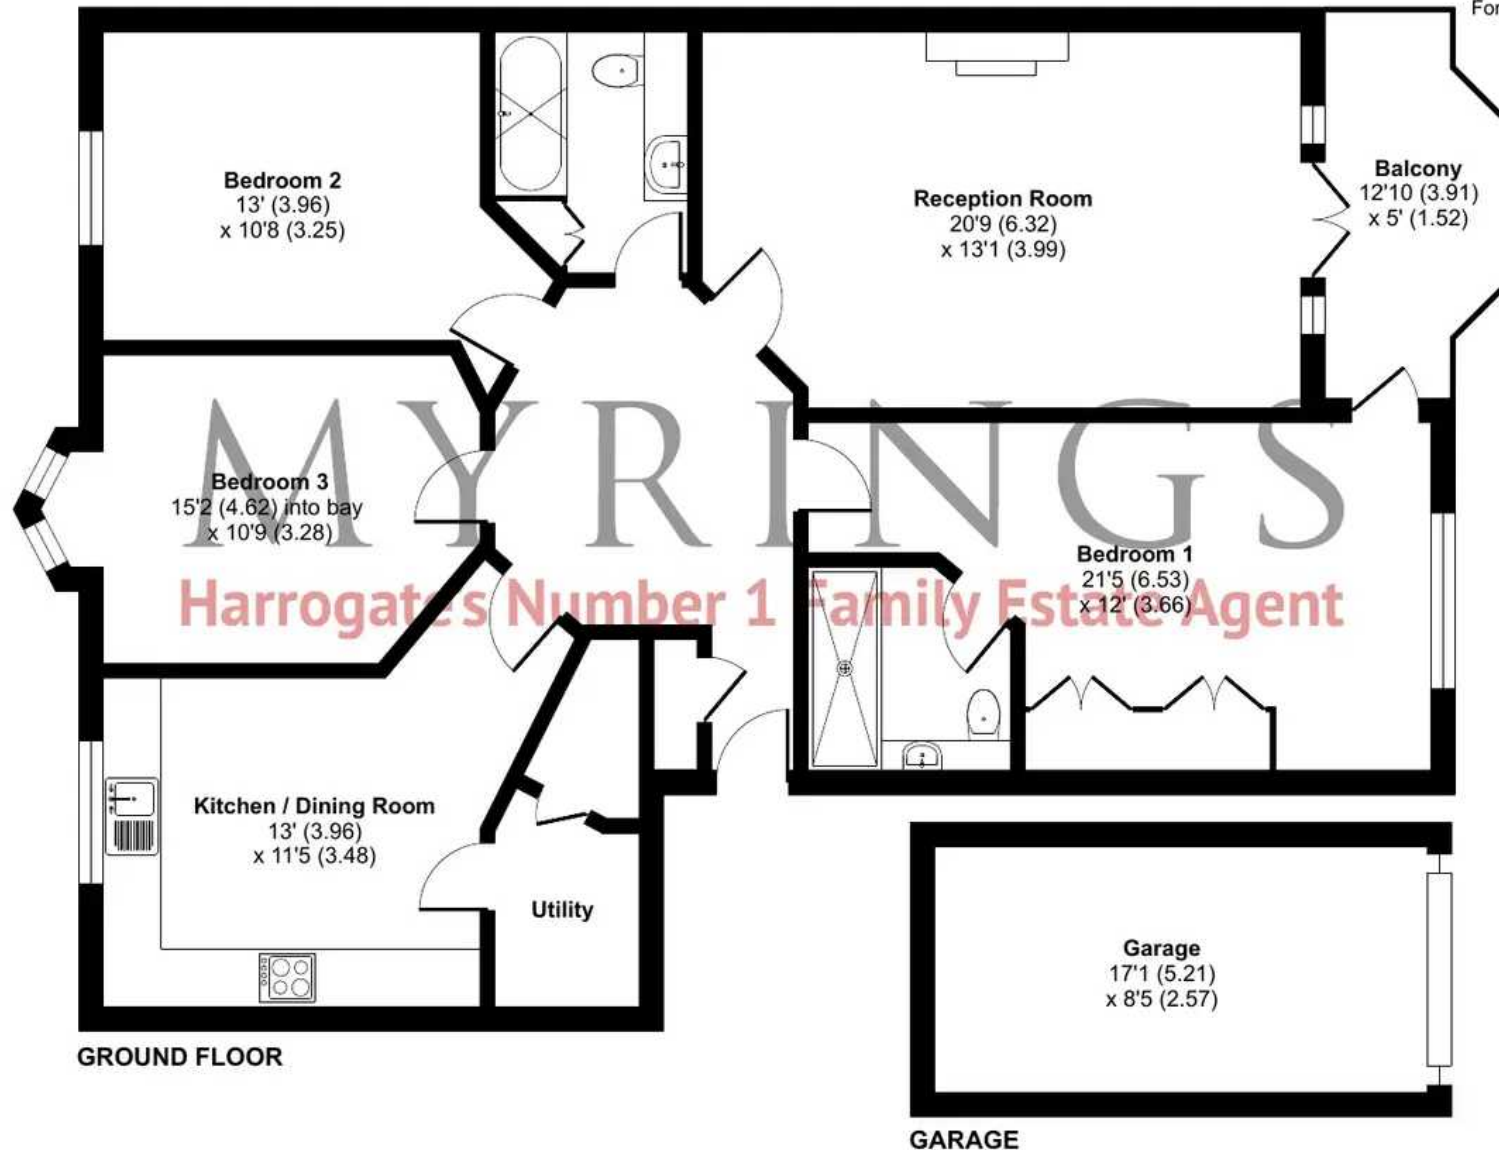 For
Bedroom 2
13' (3.96)
x 10'8 (3.25)
Reception Room
20'9 (6.32)
x 13'1 (3.99)
Balcony
12'10 (3.91)
x 5' (1.52)
MYRINGS
Harrogate's Number 1 Family Estate Agent
Bedroom 3
15'2 (4.62) into bay
x 10'9 (3.28)
Bedroom 1
21'5 (6.53)
x 12' (3.66)
Kitchen / Dining Room
13' (3.96)
x 11'5 (3.48)
Utility
Garage
17'1 (5.21)
x 8'5 (2.57)
GROUND FLOOR
GARAGE